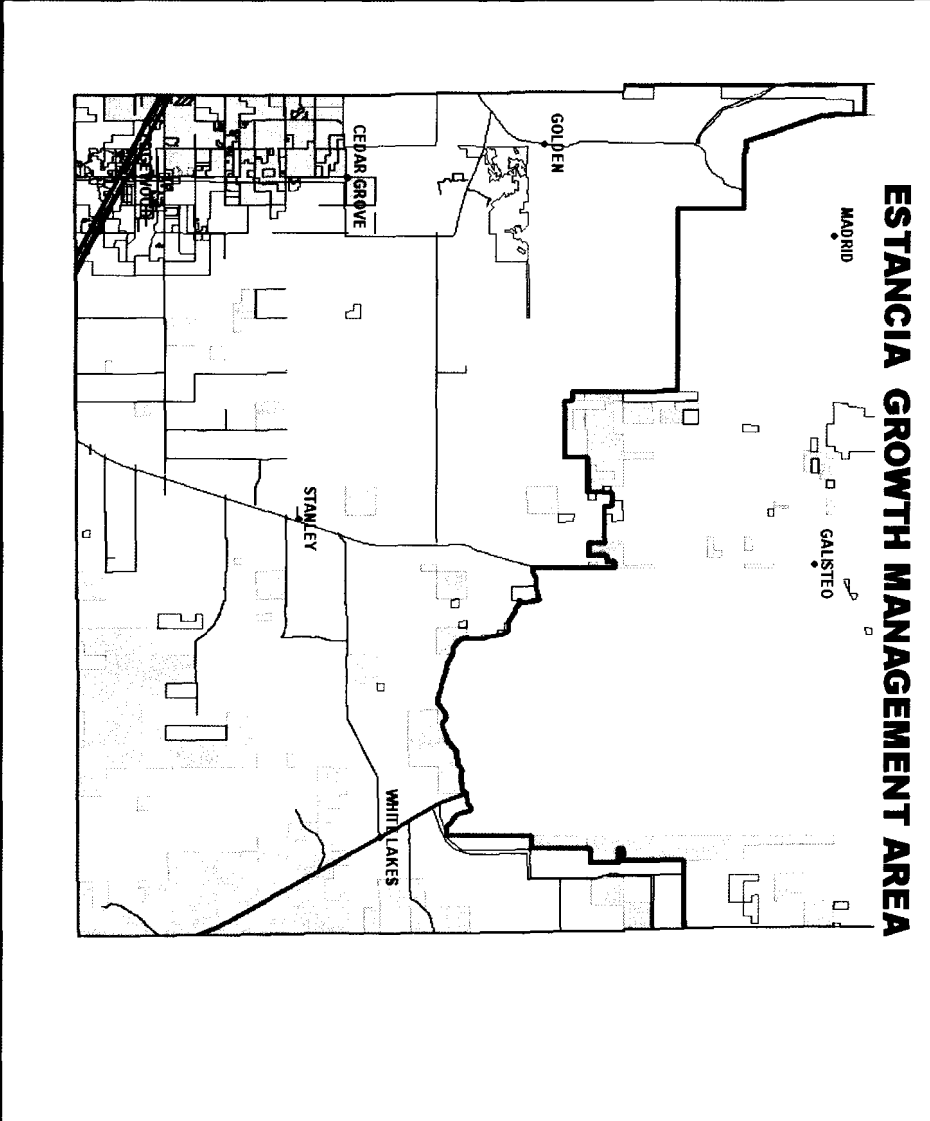 ESTANCIA GROWTH MANAGEMENT AREA
MADRID
GALISTEO
GOLDEN
CEDAR GROVE
STANLEY
WHITE LAKES